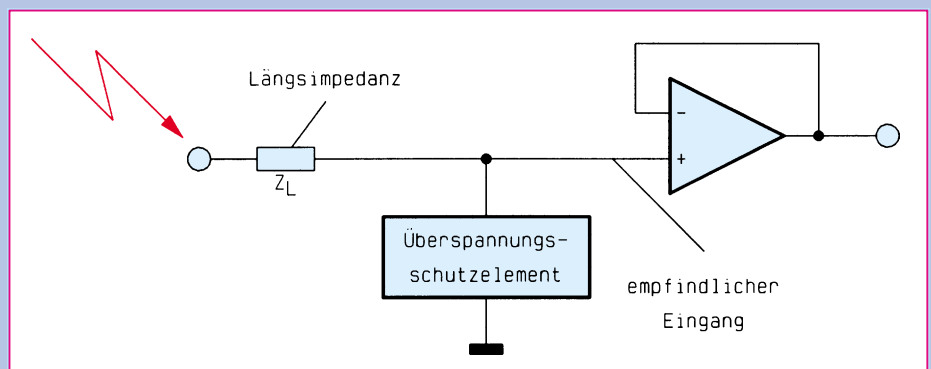 Längsimpedanz
Z_L
−
+
Überspannungs-
schutzelement
empfindlicher
Eingang